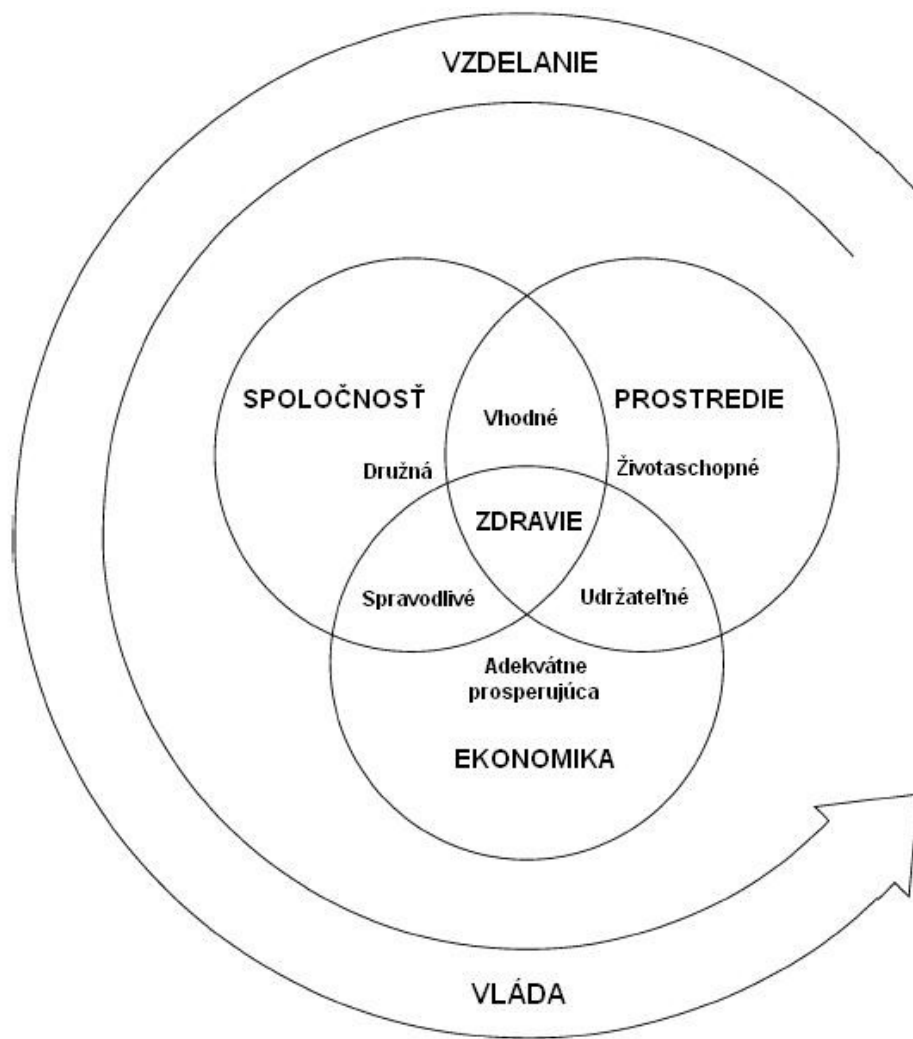 VZDELANIE
SPOLOČNOSŤ
PROSTREDIE
Vhodné
Družná
Životaschopné
ZDRAVIE
Spravodlivé
Udržateľné
Adekvátne
prosperujúca
EKONOMIKA
VLÁDA